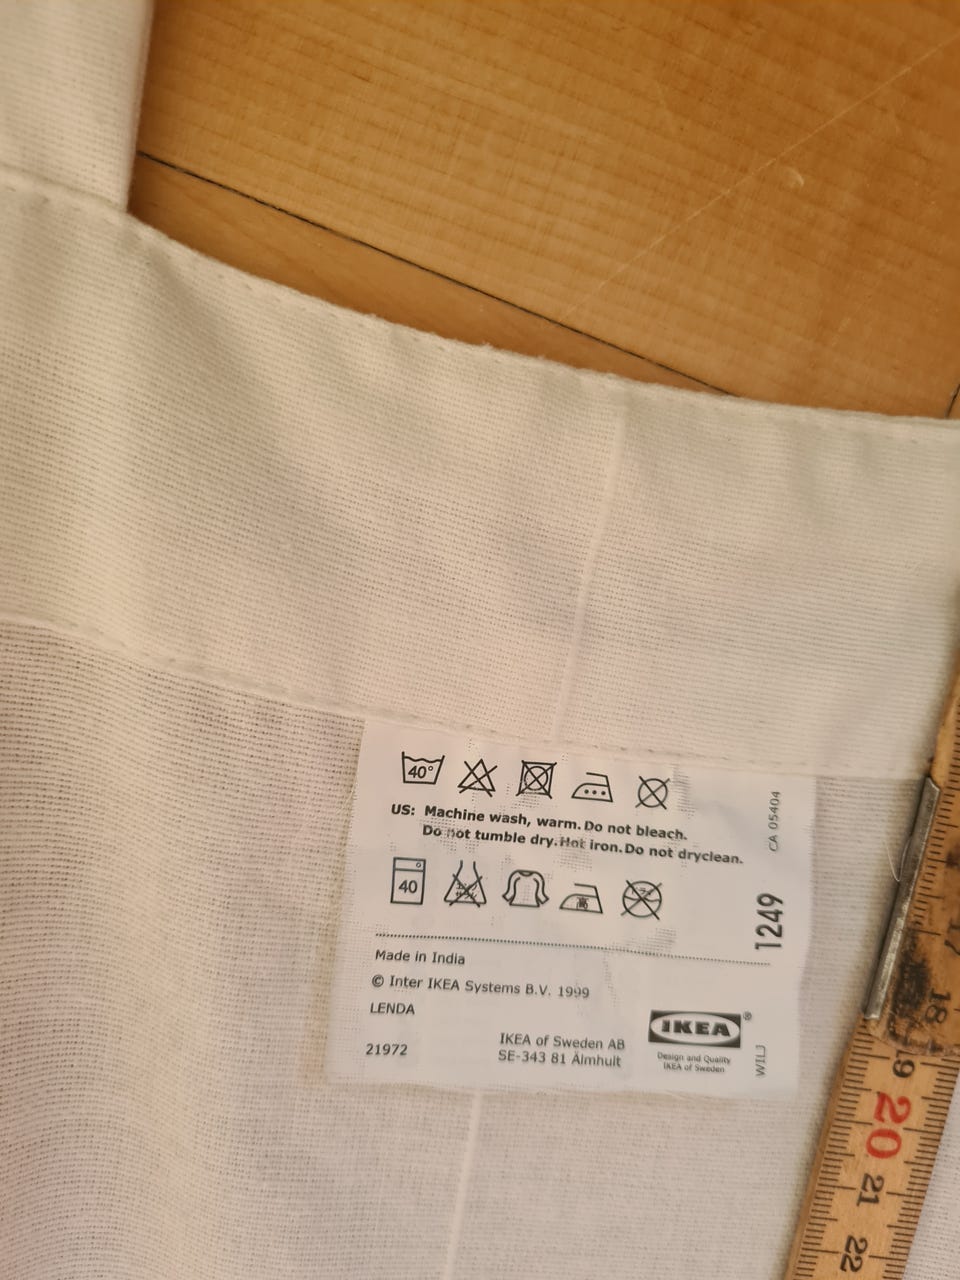 40°
US: Machine wash, warm. Do not bleach.
Do not tumble dry. Hot iron. Do not dryclean.
40
高
Made in India
© Inter IKEA Systems B.V. 1999
LENDA
21972
IKEA of Sweden AB
SE-343 81 Älmhult
IKEA®
Design and Quality
IKEA of Sweden
CA 05404
1249
WILJ
17
18
19
20
21
22